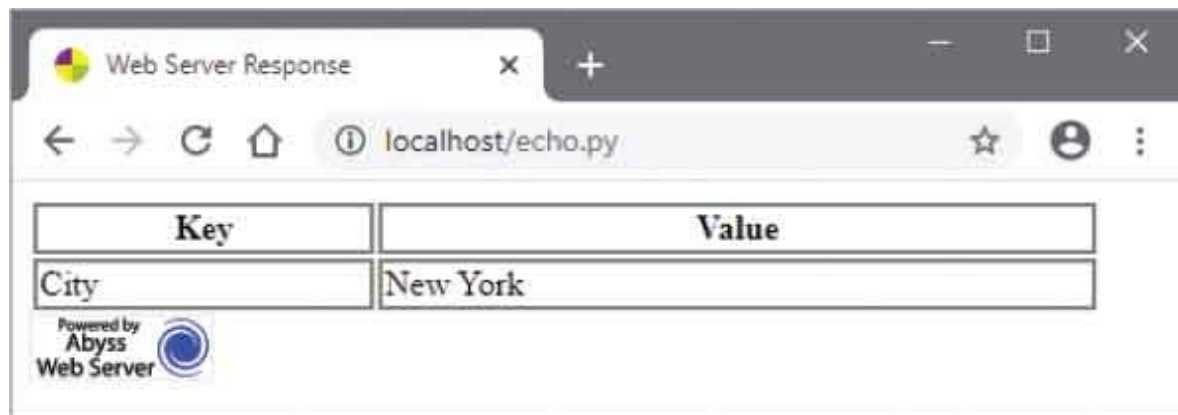 Web Server Response
localhost/echo.py
Key Value
City New York
Powered by
Abyss
Web Server